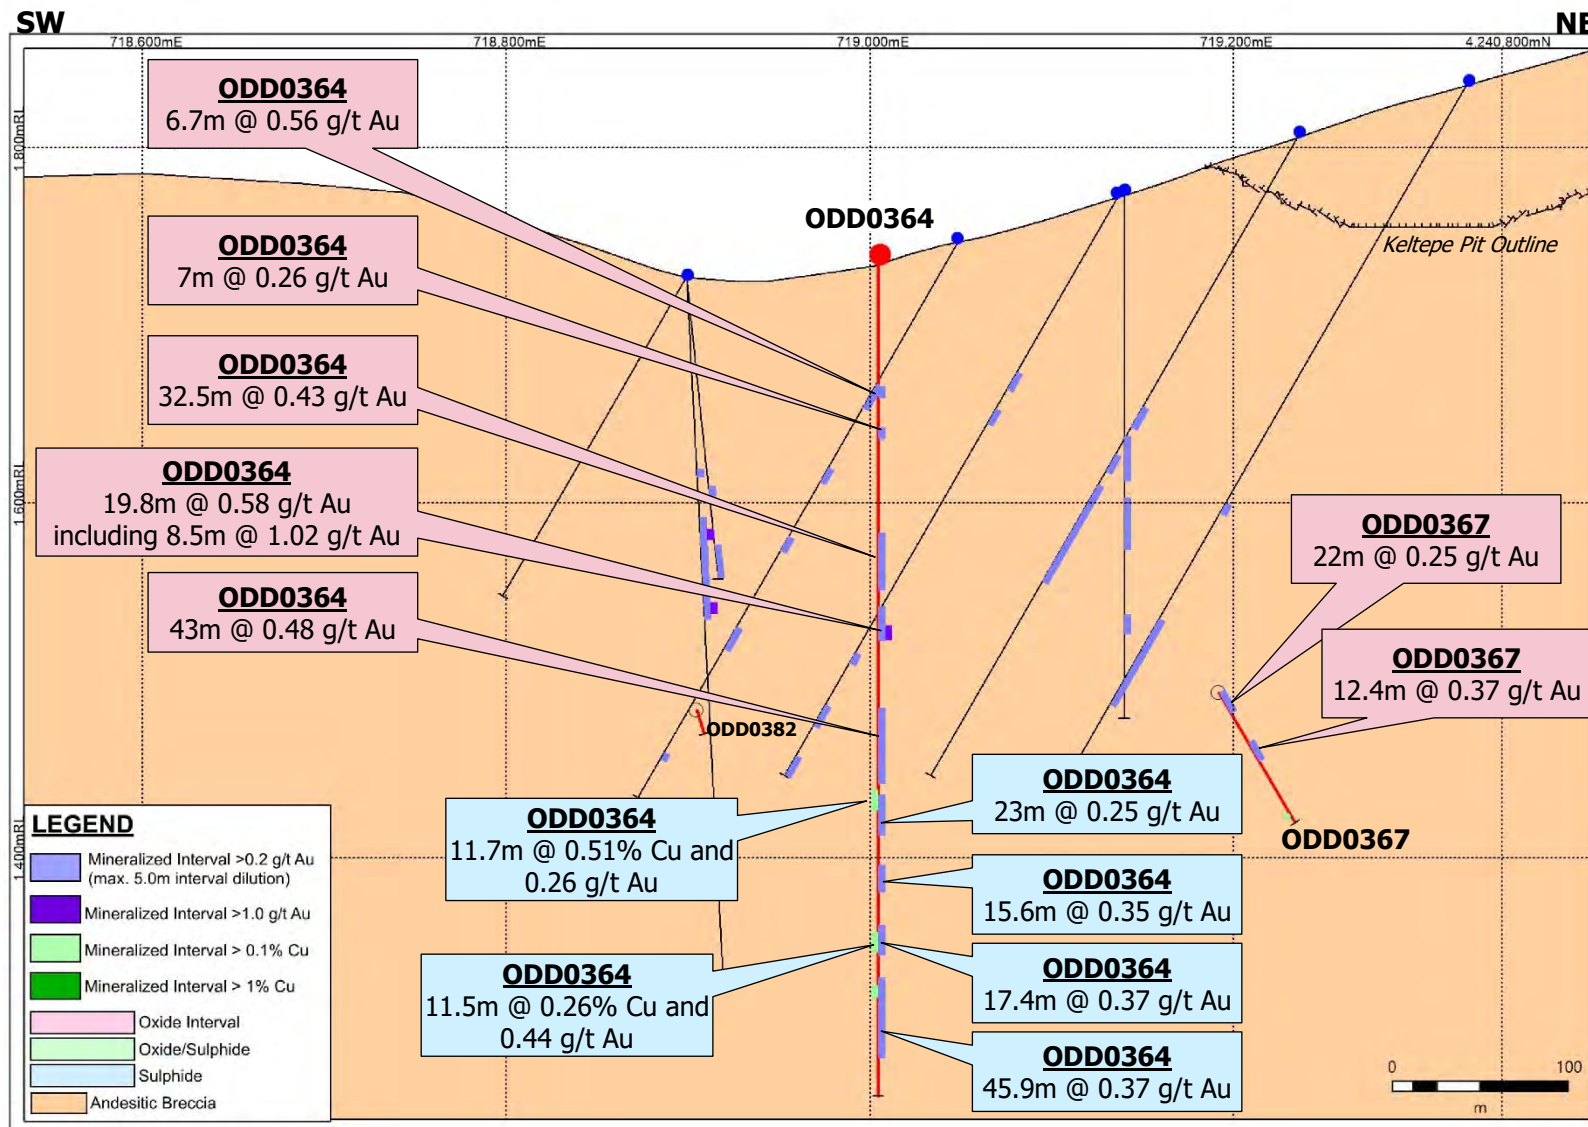 SW
NE
718,600mE
718,800mE
719,000mE
719,200mE
4,240,800mN
1,800mRL
1,600mRL
1,400mRL
ODD0364
6.7m @ 0.56 g/t Au
ODD0364
7m @ 0.26 g/t Au
ODD0364
32.5m @ 0.43 g/t Au
ODD0364
19.8m @ 0.58 g/t Au
including 8.5m @ 1.02 g/t Au
ODD0364
43m @ 0.48 g/t Au
ODD0364
Keltepe Pit Outline
ODD0367
22m @ 0.25 g/t Au
ODD0367
12.4m @ 0.37 g/t Au
ODD0382
ODD0367
ODD0364
11.7m @ 0.51% Cu and
0.26 g/t Au
ODD0364
11.5m @ 0.26% Cu and
0.44 g/t Au
ODD0364
23m @ 0.25 g/t Au
ODD0364
15.6m @ 0.35 g/t Au
ODD0364
17.4m @ 0.37 g/t Au
ODD0364
45.9m @ 0.37 g/t Au
LEGEND
Mineralized Interval >0.2 g/t Au
(max. 5.0m interval dilution)
Mineralized Interval >1.0 g/t Au
Mineralized Interval > 0.1% Cu
Mineralized Interval > 1% Cu
Oxide Interval
Oxide/Sulphide
Sulphide
Andesitic Breccia
0
100
m